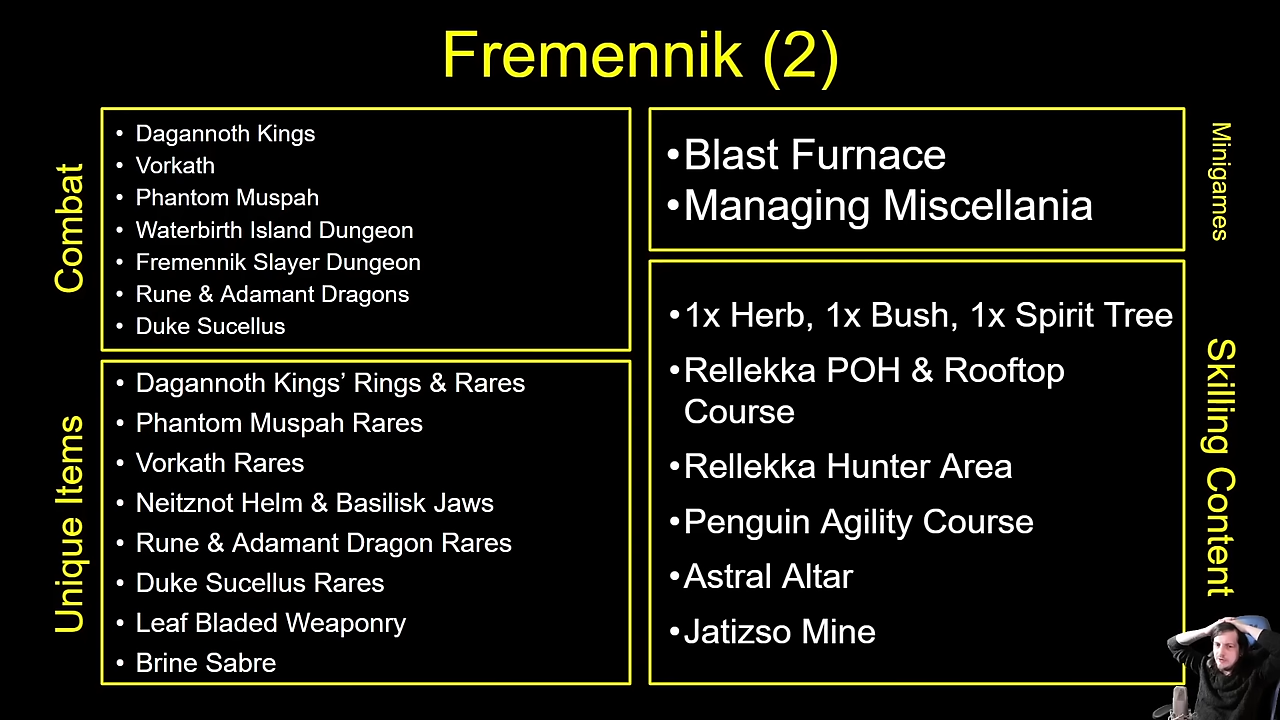 Fremennik (2)
Combat
• Dagannoth Kings
• Vorkath
• Phantom Muspah
• Waterbirth Island Dungeon
• Fremennik Slayer Dungeon
• Rune & Adamant Dragons
• Duke Sucellus
Unique Items
• Dagannoth Kings’ Rings & Rares
• Phantom Muspah Rares
• Vorkath Rares
• Neitznot Helm & Basilisk Jaws
• Rune & Adamant Dragon Rares
• Duke Sucellus Rares
• Leaf Bladed Weaponry
• Brine Sabre
Minigames
•Blast Furnace
•Managing Miscellania
Skilling Content
•1x Herb, 1x Bush, 1x Spirit Tree
•Rellekka POH & Rooftop
Course
•Rellekka Hunter Area
•Penguin Agility Course
•Astral Altar
•Jatizso Mine